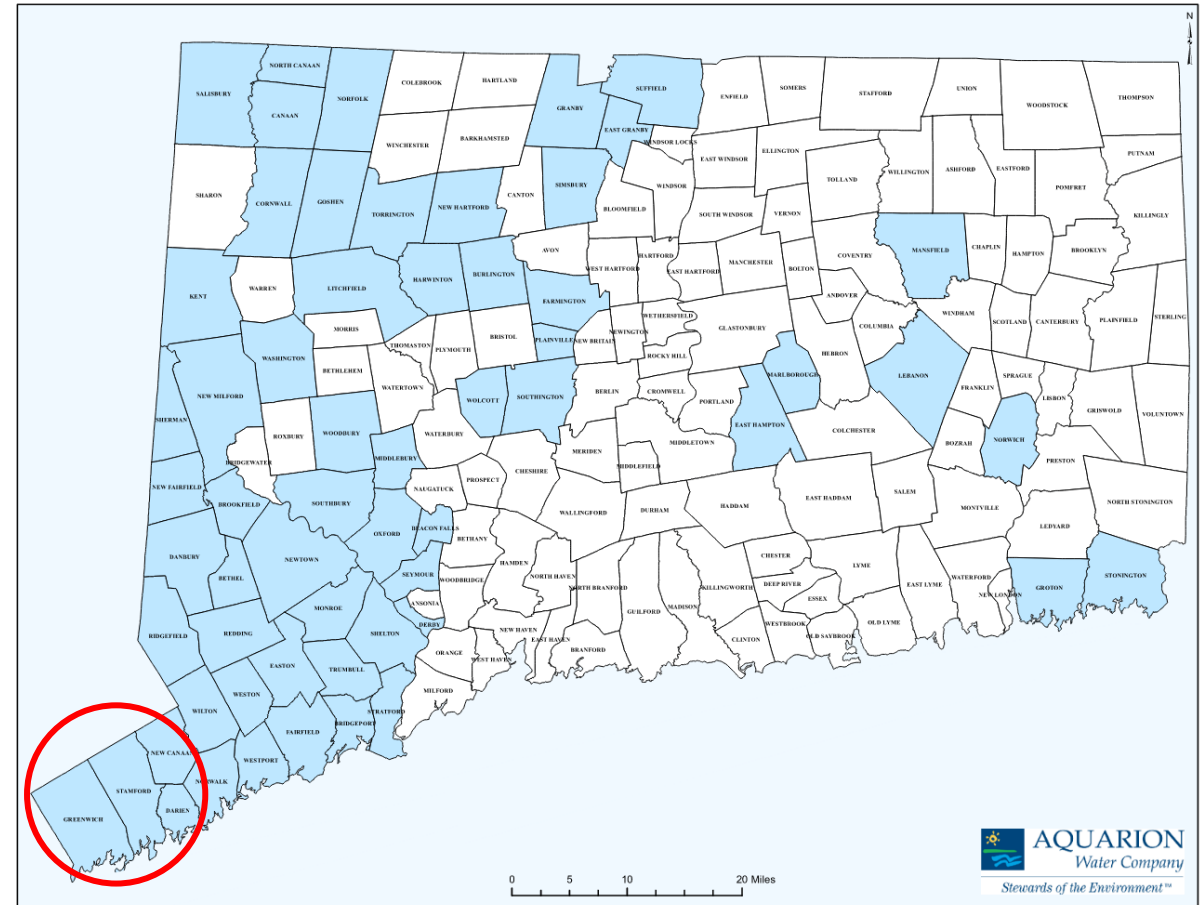 N
NORTH CANAAN
SALISBURY
NORFOLK
COLEBROOK
HARTLAND
CANAAN
GRANBY
SUFFIELD
ENFIELD
SOMERS
STAFFORD
UNION
WOODSTOCK
THOMPSON
EAST GRANBY
WINCHESTER
BARKHAMSTED
WINDSOR LOCKS
EAST WINDSOR
ELLINGTON
PUTNAM
SHARON
CORNWALL
GOSHEN
TORRINGTON
NEW HARTFORD
CANTON
SIMSBURY
BLOOMFIELD
WINDSOR
SOUTH WINDSOR
VERNON
TOLLAND
WILLINGTON
ASHFORD
EASTFORD
POMFRET
KILLINGLY
KENT
WARREN
LITCHFIELD
HARWINTON
BURLINGTON
AVON
FARMINGTON
WEST HARTFORD
HARTFORD
EAST HARTFORD
MANCHESTER
BOLTON
COVENTRY
MANSFIELD
CHAPLIN
HAMPTON
BROOKLYN
ANDOVER
WASHINGTON
MORRIS
BETHLEHEM
THOMASTON
PLYMOUTH
BRISTOL
PLAINVILLE
NEW BRITAIN
NEWINGTON
WETHERSFIELD
ROCKY HILL
GLASTONBURY
HEBRON
COLUMBIA
WINDHAM
SCOTLAND
CANTERBURY
PLAINFIELD
STERLING
NEW MILFORD
SHERMAN
WATERTOWN
WOLCOTT
SOUTHINGTON
BERLIN
CROMWELL
PORTLAND
MARLBOROUGH
EAST HAMPTON
LEBANON
FRANKLIN
SPRAGUE
LISBON
GRISWOLD
VOLUNTOWN
ROXBURY
WOODBURY
BRIDGEWATER
MIDDLEBURY
WATERBURY
CHESHIRE
MERIDEN
MIDDLETOWN
MIDDLEFIELD
COLCHESTER
BOZRAH
NORWICH
PRESTON
NEW FAIRFIELD
BROOKFIELD
SOUTHBURY
NAUGATUCK
PROSPECT
WALLINGFORD
DURHAM
HADDAM
EAST HADDAM
SALEM
MONTVILLE
LEDYARD
NORTH STONINGTON
DANBURY
BETHEL
NEWTOWN
OXFORD
BEACON FALLS
BETHANY
HAMDEN
NORTH HAVEN
NORTH BRANFORD
GUILFORD
MADISON
KILLINGWORTH
CHESTER
DEEP RIVER
ESSEX
LYME
EAST LYME
WATERFORD
NEW LONDON
GROTON
STONINGTON
SEYMOUR
WOODBRIDGE
ANSONIA
DERBY
MONROE
SHELTON
RIDGEFIELD
REDDING
EASTON
TRUMBULL
ORANGE
NEW HAVEN
WEST HAVEN
EAST HAVEN
BRANFORD
CLINTON
WESTBROOK
OLD SAYBROOK
OLD LYME
MILFORD
WESTON
WILTON
FAIRFIELD
BRIDGEPORT
STRATFORD
NEW CANAAN
WESTPORT
NORWALK
STAMFORD
DARIEN
GREENWICH
0 5 10 20 Miles
AQUARION
Water Company
Stewards of the Environment™